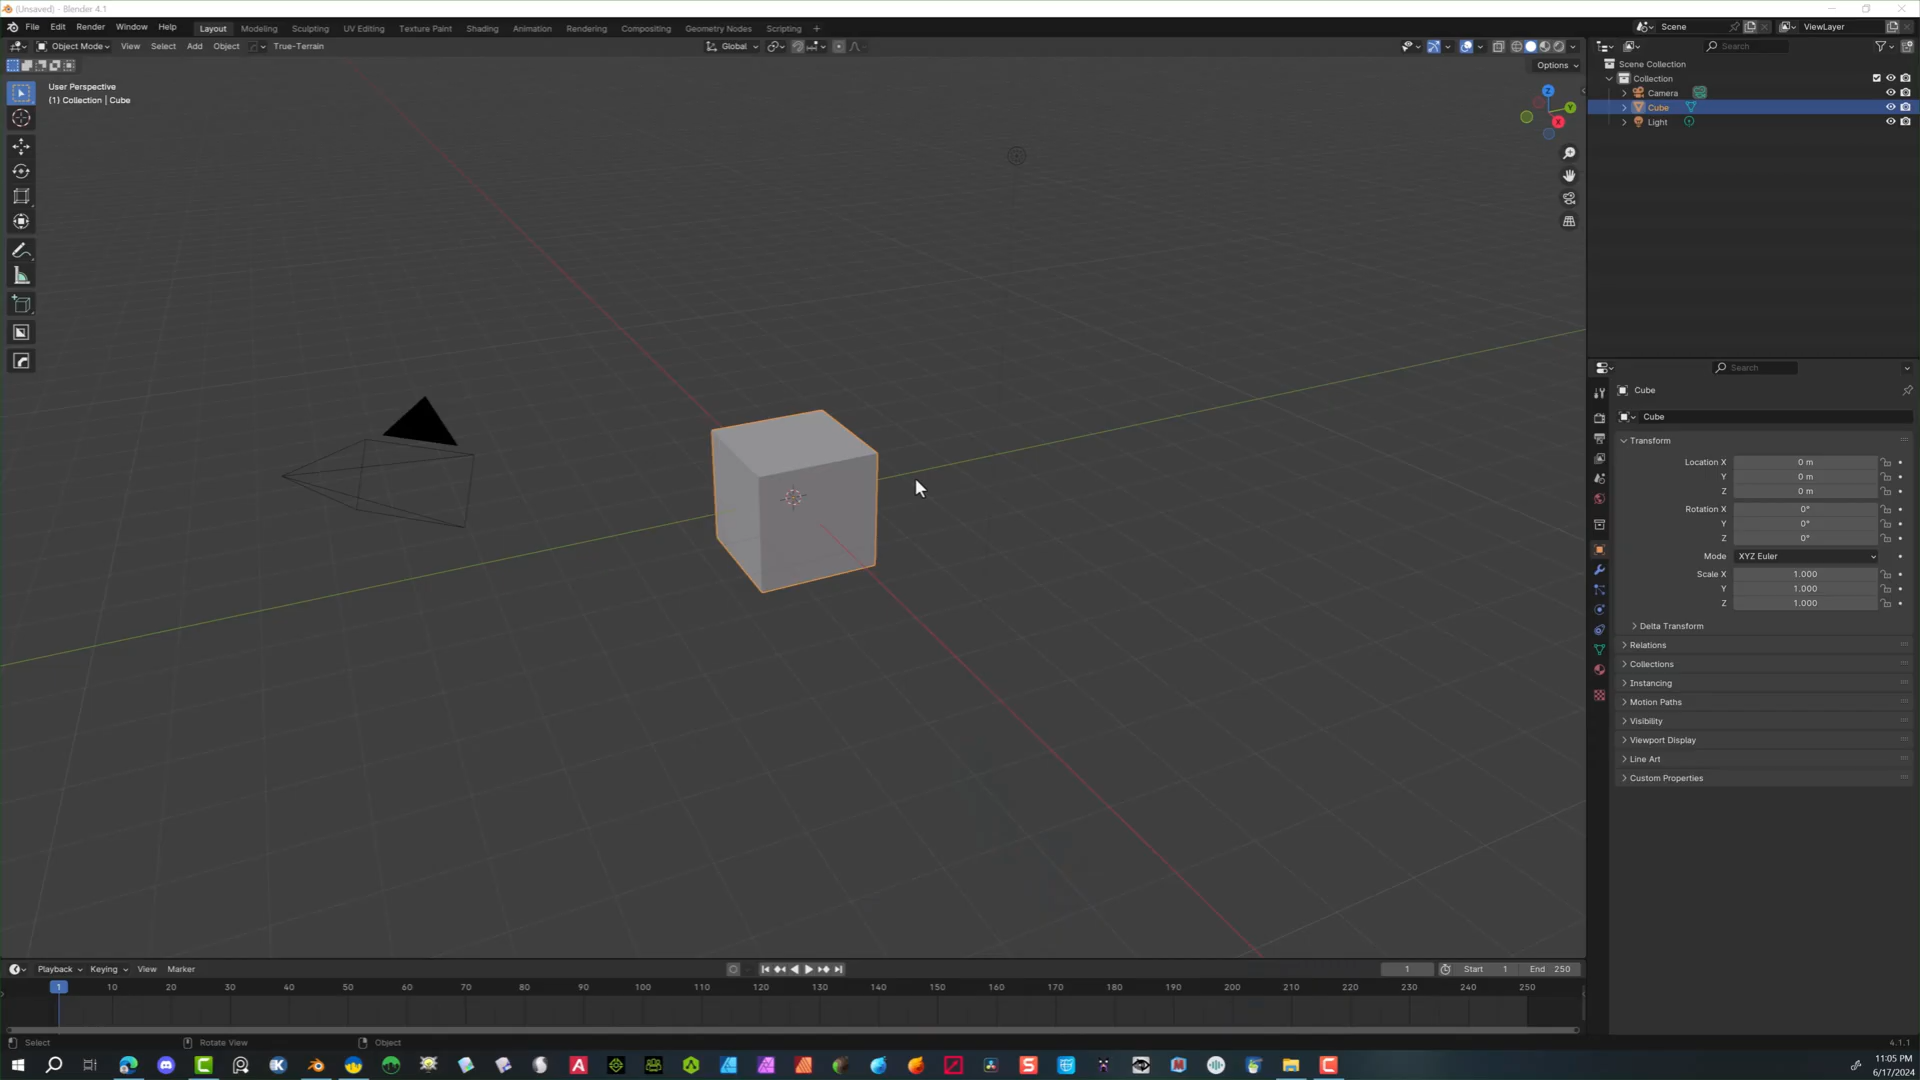 (Unsaved) - Blender 4.1
File Edit Render Window Help Layout Modeling Sculpting UV Editing Texture Paint Shading Animation Rendering Compositing Geometry Nodes Scripting + Scene ViewLayer
Object Mode View Select Add Object True-Terrain Global Search
Options
User Perspective
(1) Collection | Cube
Z
Y
X
Scene Collection
Collection
Camera
Cube
Light
Search
Cube
Cube
Transform
Location X 0 m
Y 0 m
Z 0 m
Rotation X 0°
Y 0°
Z 0°
Mode XYZ Euler
Scale X 1.000
Y 1.000
Z 1.000
Delta Transform
Relations
Collections
Instancing
Motion Paths
Visibility
Viewport Display
Line Art
Custom Properties
Playback Keying View Marker 1 Start 1 End 250
1 10 20 30 40 50 60 70 80 90 100 110 120 130 140 150 160 170 180 190 200 210 220 230 240 250
Select Rotate View Object 4.1.1
11:05 PM
6/17/2024